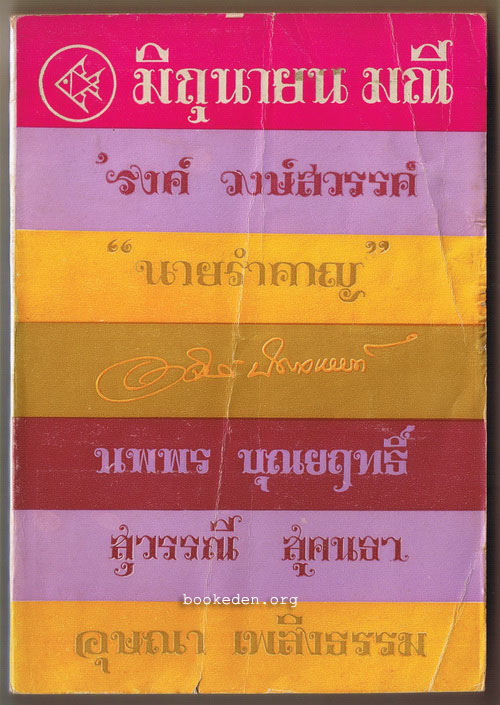 มิถุนายน มณี
'รงค์ วงษ์สวรรค์
“นายรำคาญ”
นพพร บุณยฤทธิ์
สุวรรณี สุคนธา
bookeden.org
อุษณา เพลิงธรรม